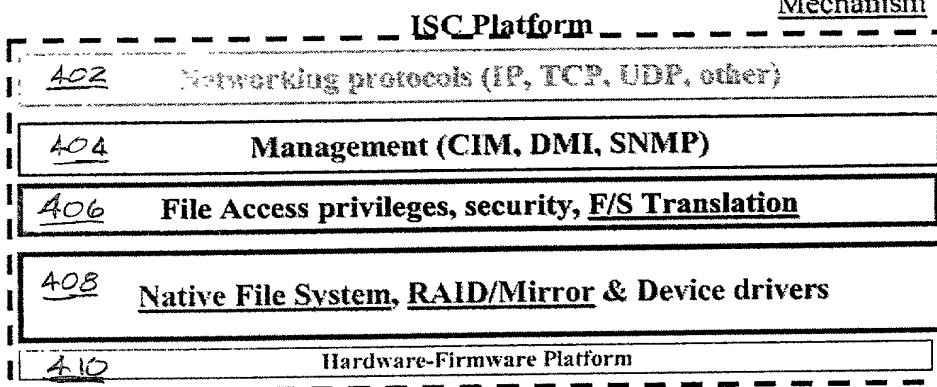 Mechanism
ISC Platform
402 Networking protocols (IP, TCP, UDP, other)
404 Management (CIM, DMI, SNMP)
406 File Access privileges, security, F/S Translation
408 Native File System, RAID/Mirror & Device drivers
410 Hardware-Firmware Platform